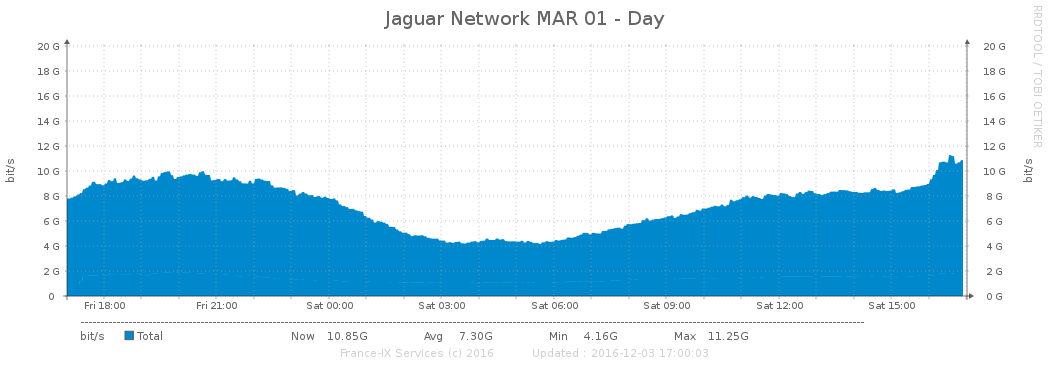 Jaguar Network MAR 01 - Day
RRDTOOL / TOBI OETIKER
bit/s
20 G
18 G
16 G
14 G
12 G
10 G
8 G
6 G
4 G
2 G
0
20 G
18 G
16 G
14 G
12 G
10 G
8 G
6 G
4 G
2 G
0 G
bit/s
Fri 18:00 Fri 21:00 Sat 00:00 Sat 03:00 Sat 06:00 Sat 09:00 Sat 12:00 Sat 15:00
bit/s Total Now 10.85G Avg 7.30G Min 4.16G Max 11.25G
France-IX Services (c) 2016 Updated : 2016-12-03 17:00:03